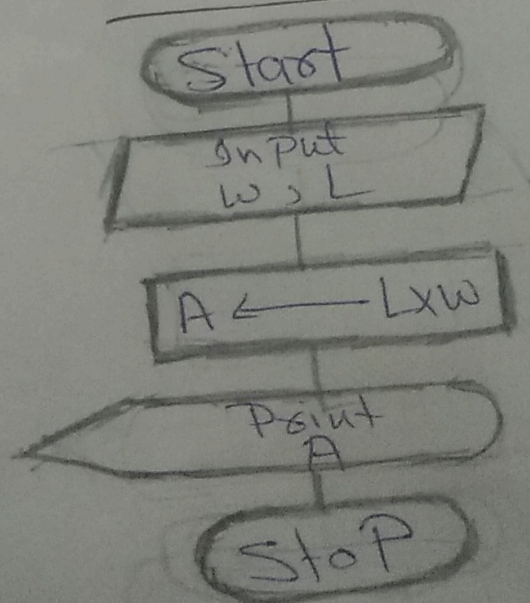 Start
Input
W, L
A ← L×W
Print
A
Stop